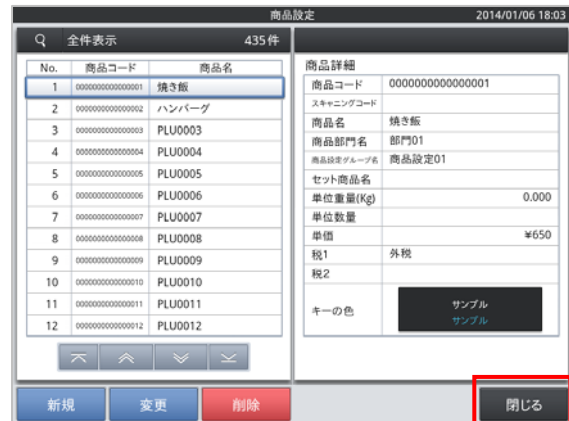 商品設定 2014/01/06 18:03
全件表示 435件
No. 商品コード 商品名
1 0000000000000001 焼き飯
2 0000000000000002 ハンバーグ
3 0000000000000003 PLU0003
4 0000000000000004 PLU0004
5 0000000000000005 PLU0005
6 0000000000000006 PLU0006
7 0000000000000007 PLU0007
8 0000000000000008 PLU0008
9 0000000000000009 PLU0009
10 0000000000000010 PLU0010
11 0000000000000011 PLU0011
12 0000000000000012 PLU0012
商品詳細
商品コード 0000000000000001
スキャニングコード
商品名 焼き飯
商品部門名 部門01
商品設定グループ名 商品設定01
セット商品名
単位重量(Kg) 0.000
単位数量
単価 ¥650
税1 外税
税2
キーの色 サンプル
サンプル
新規 変更 削除 閉じる